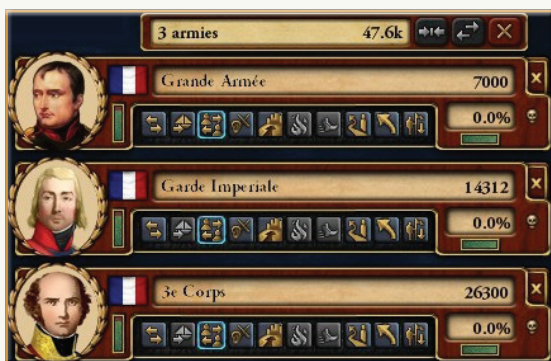 3 armies 47.6k
Grande Armée 7000
0.0%
Garde Imperiale 14312
0.0%
3e Corps 26300
0.0%